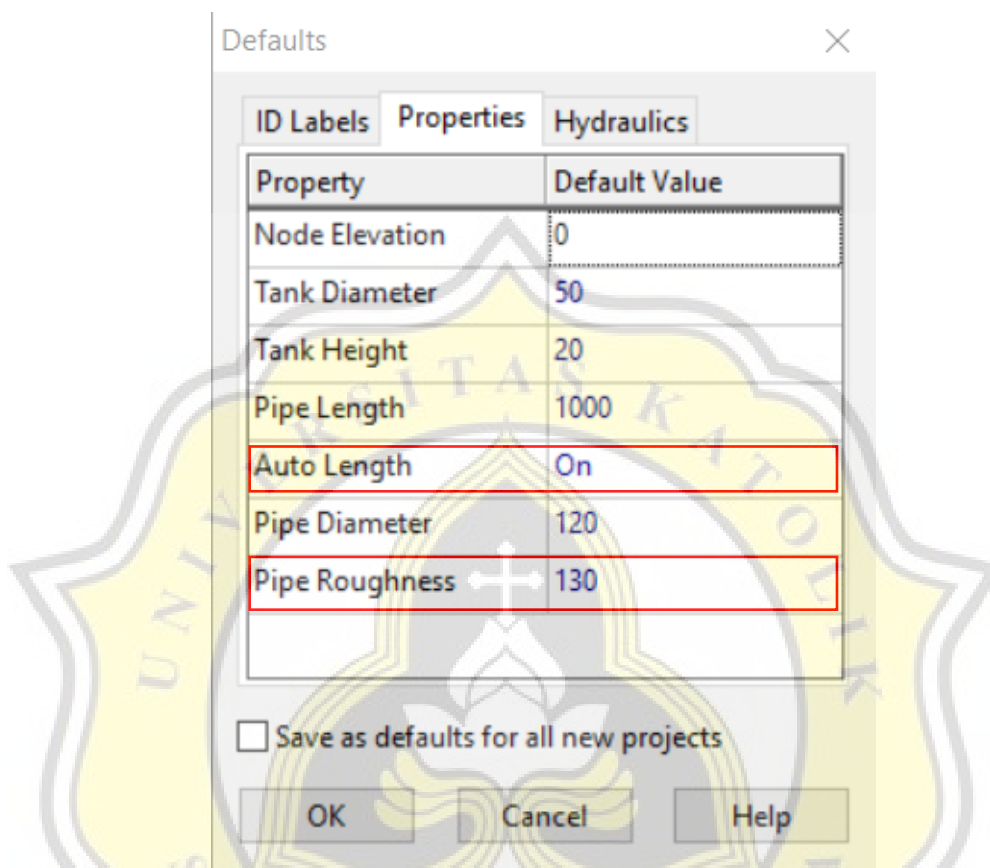 Defaults
ID Labels Properties Hydraulics
Property Default Value
Node Elevation 0
Tank Diameter 50
Tank Height 20
Pipe Length 1000
Auto Length On
Pipe Diameter 120
Pipe Roughness 130
Save as defaults for all new projects
OK Cancel Help
UNIVERSITAS KATOLIK